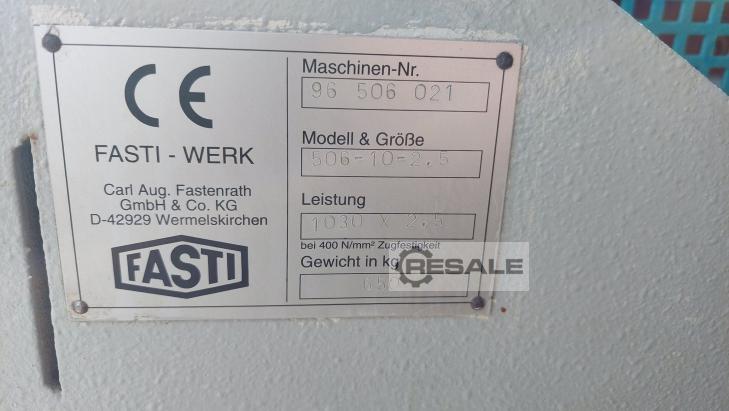 CE
FASTI - WERK
Carl Aug. Fastenrath
GmbH & Co. KG
D-42929 Wermelskirchen
FASTI
Maschinen-Nr.
96 506 021
Modell & Größe
506-10-2,5
Leistung
1030 X 2,5
bei 400 N/mm² Zugfestigkeit
Gewicht in kg
RESALE